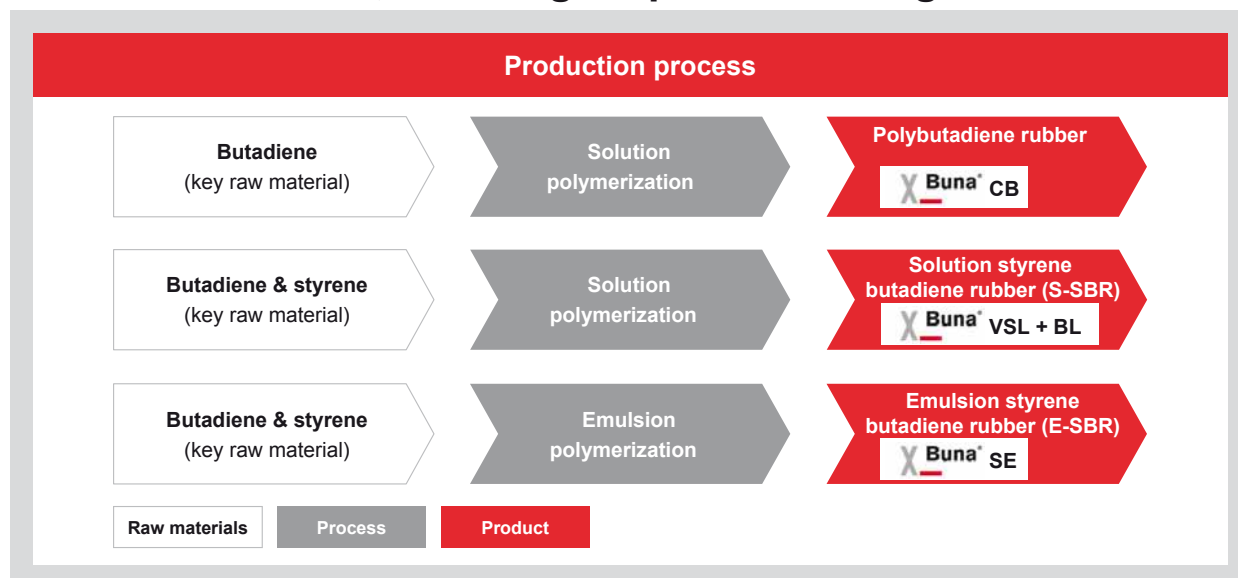 Production process
Butadiene
(key raw material)
Solution
polymerization
Polybutadiene rubber
X Buna® CB
Butadiene & styrene
(key raw material)
Solution
polymerization
Solution styrene
butadiene rubber (S-SBR)
X Buna® VSL + BL
Butadiene & styrene
(key raw material)
Emulsion
polymerization
Emulsion styrene
butadiene rubber (E-SBR)
X Buna® SE
Raw materials
Process
Product